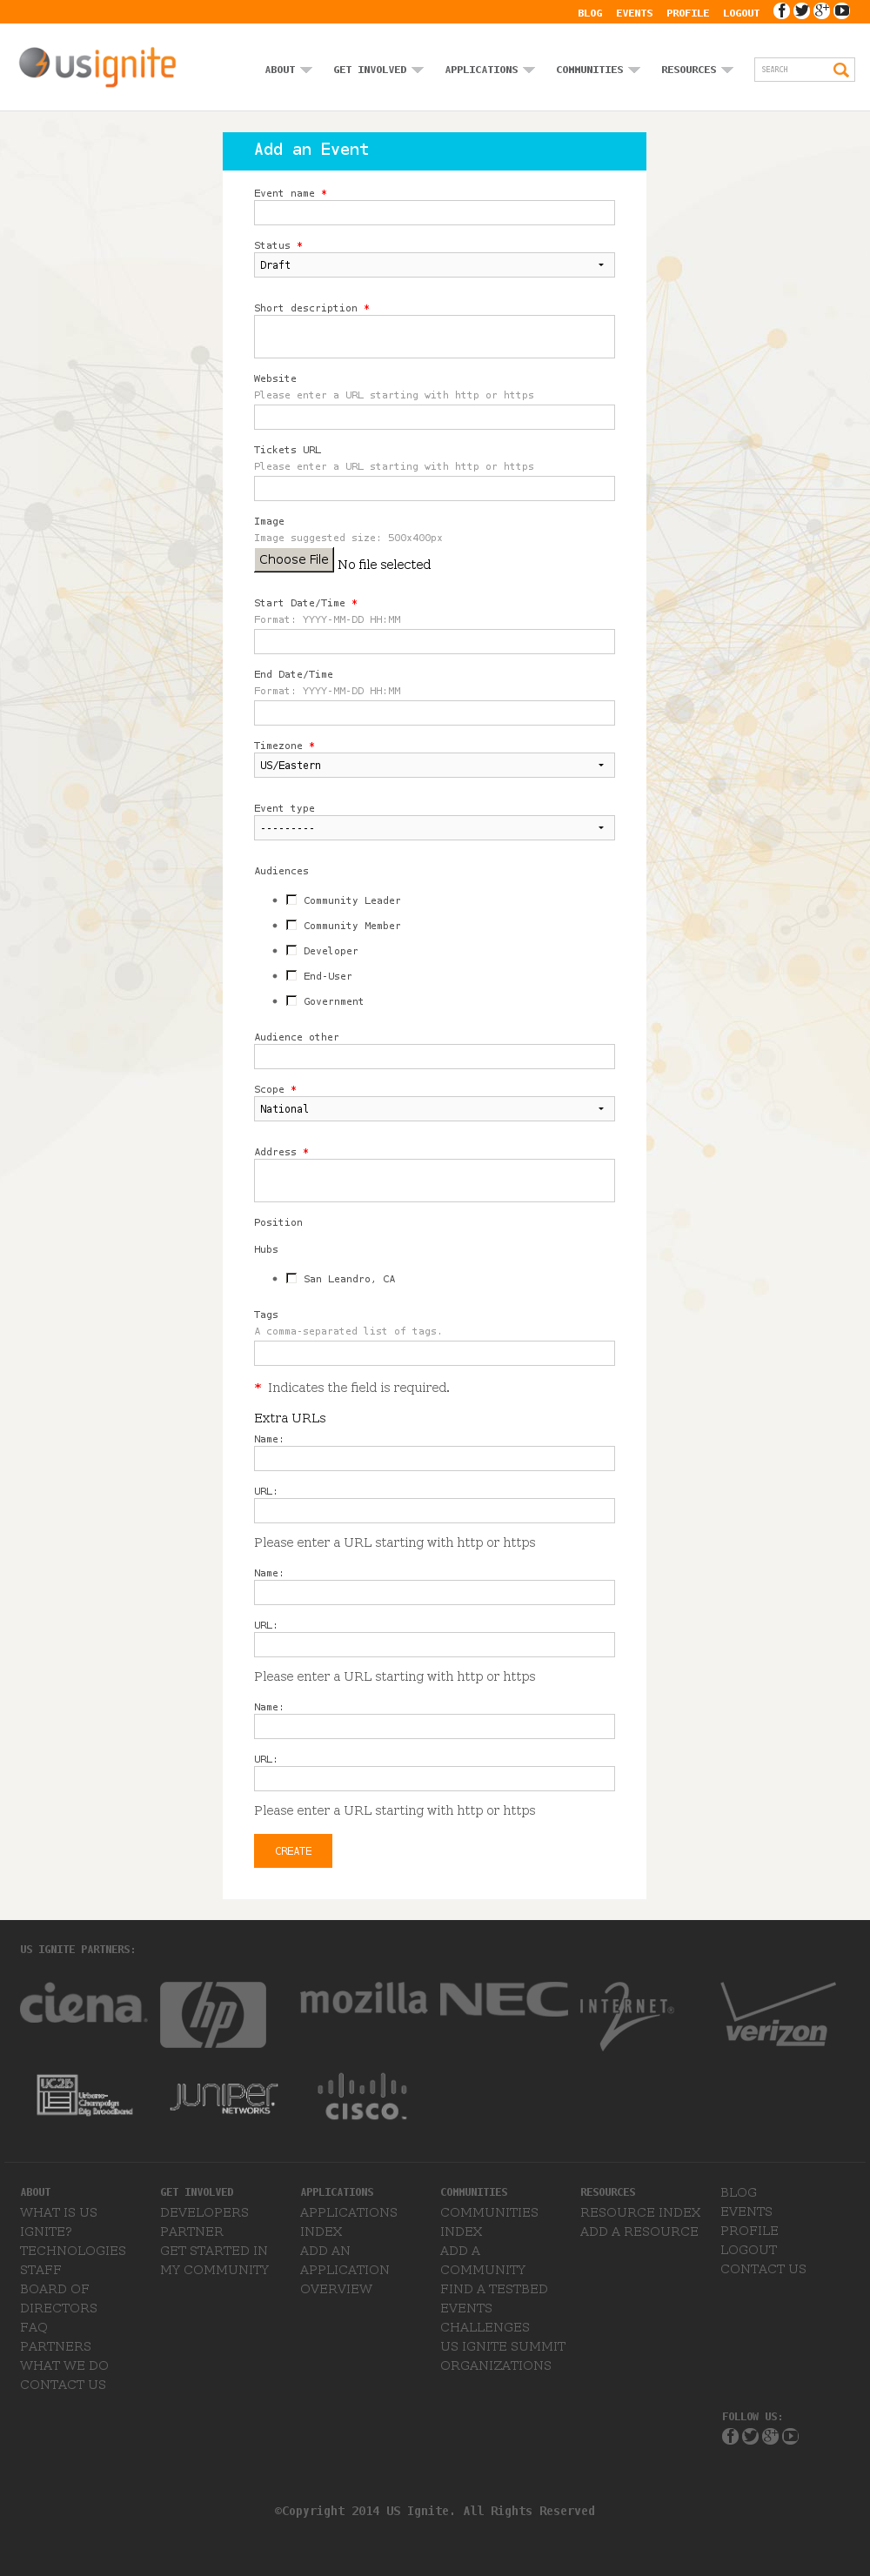 BLOG EVENTS PROFILE LOGOUT
usignite
ABOUT GET INVOLVED APPLICATIONS COMMUNITIES RESOURCES SEARCH
Add an Event
Event name *
Status *
Draft
Short description *
Website
Please enter a URL starting with http or https
Tickets URL
Please enter a URL starting with http or https
Image
Image suggested size: 500x400px
Choose File No file selected
Start Date/Time *
Format: YYYY-MM-DD HH:MM
End Date/Time
Format: YYYY-MM-DD HH:MM
Timezone *
US/Eastern
Event type
---------
Audiences
• Community Leader
• Community Member
• Developer
• End-User
• Government
Audience other
Scope *
National
Address *
Position
Hubs
• San Leandro, CA
Tags
A comma-separated list of tags.
* Indicates the field is required.
Extra URLs
Name:
URL:
Please enter a URL starting with http or https
Name:
URL:
Please enter a URL starting with http or https
Name:
URL:
Please enter a URL starting with http or https
CREATE
US IGNITE PARTNERS:
ciena hp mozilla NEC INTERNET2 verizon
UC2B Urbana-Champaign Big Broadband JUNIPER NETWORKS CISCO
ABOUT
WHAT IS US
IGNITE?
TECHNOLOGIES
STAFF
BOARD OF
DIRECTORS
FAQ
PARTNERS
WHAT WE DO
CONTACT US
GET INVOLVED
DEVELOPERS
PARTNER
GET STARTED IN
MY COMMUNITY
APPLICATIONS
APPLICATIONS
INDEX
ADD AN
APPLICATION
OVERVIEW
COMMUNITIES
COMMUNITIES
INDEX
ADD A
COMMUNITY
FIND A TESTBED
EVENTS
CHALLENGES
US IGNITE SUMMIT
ORGANIZATIONS
RESOURCES
RESOURCE INDEX
ADD A RESOURCE
BLOG
EVENTS
PROFILE
LOGOUT
CONTACT US
FOLLOW US:
©Copyright 2014 US Ignite. All Rights Reserved